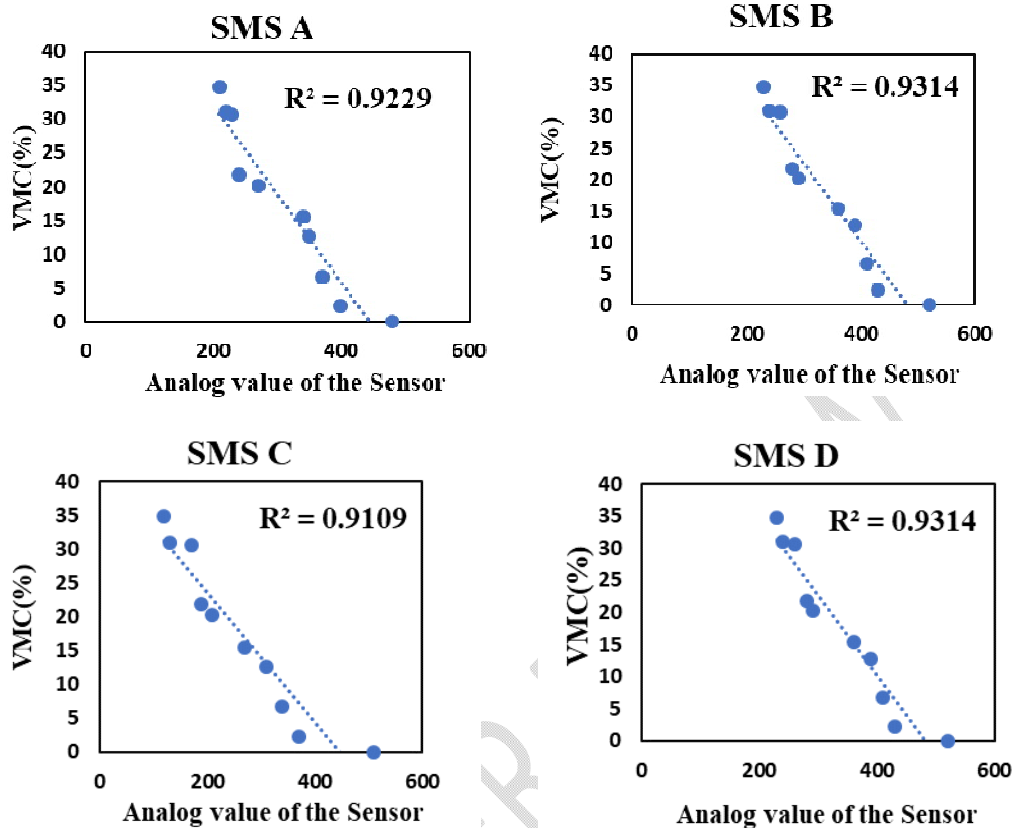 SMS A
R² = 0.9229
VMC(%)
40
35
30
25
20
15
10
5
0
0 200 400 600
Analog value of the Sensor
SMS B
R² = 0.9314
VMC(%)
40
35
30
25
20
15
10
5
0
0 200 400 600
Analog value of the Sensor
SMS C
R² = 0.9109
VMC(%)
40
35
30
25
20
15
10
5
0
0 200 400 600
Analog value of the Sensor
SMS D
R² = 0.9314
VMC(%)
40
35
30
25
20
15
10
5
0
0 200 400 600
Analog value of the Sensor